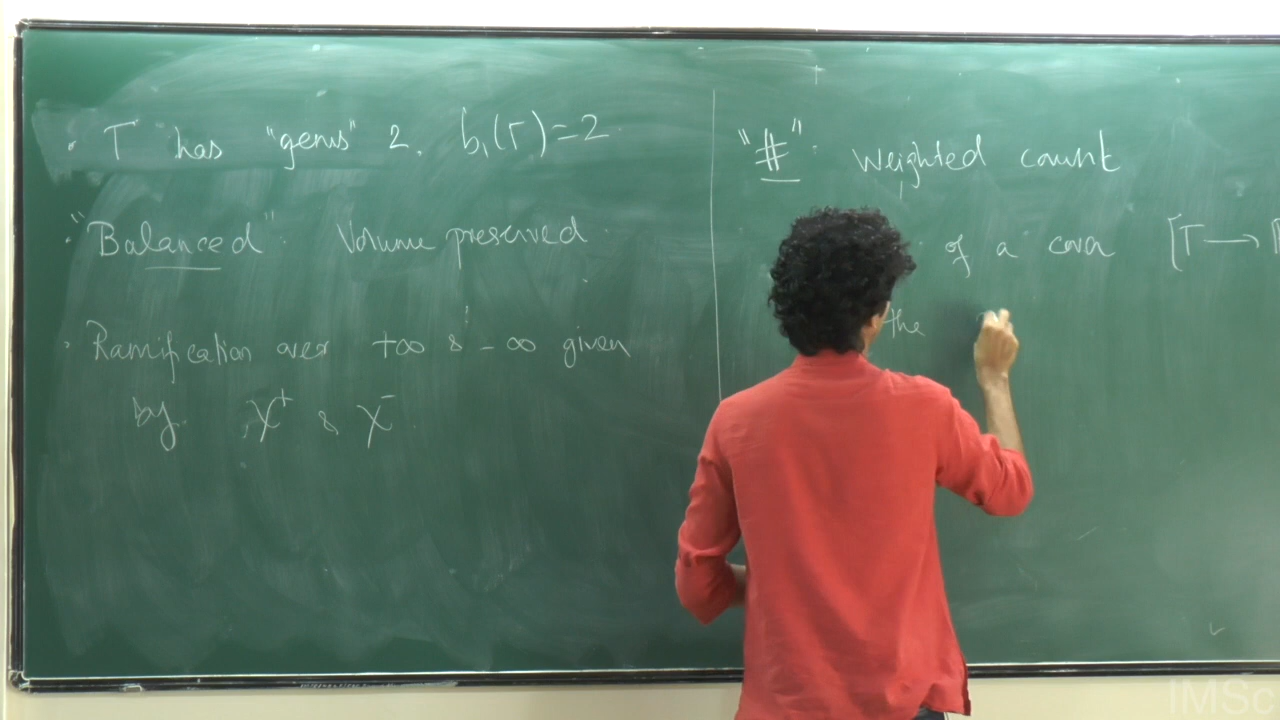 · T has "genus" 2. b₁(T)=2
· "Balanced" Volume preserved
· Ramification over +∞ & -∞ given
by X⁺ & X⁻
"#" : Weighted count
of a cover [T →
the
IMSc